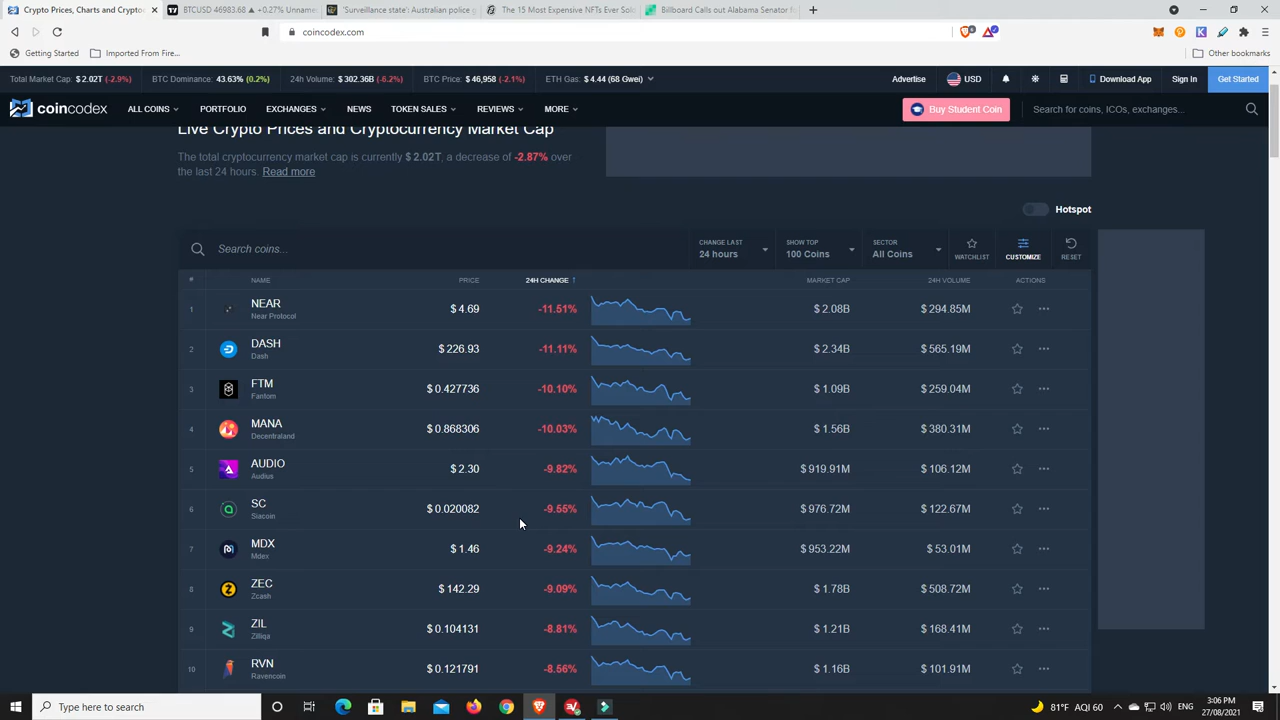 Crypto Prices, Charts and Cryptoc
BTCUSD 46983.68 ▲ +0.27% Unname
'Surveillance state': Australian police g
The 15 Most Expensive NFTs Ever Sol
Billboard Calls out Alabama Senator fo
coincodex.com
Getting Started
Imported From Fire...
Other bookmarks
Total Market Cap: $ 2.02T (-2.9%)
BTC Dominance: 43.63% (0.2%)
24h Volume: $ 302.36B (-6.2%)
BTC Price: $ 46,958 (-2.1%)
ETH Gas: $ 4.44 (68 Gwei)
Advertise
USD
Download App
Sign In
Get Started
coincodex
ALL COINS
PORTFOLIO
EXCHANGES
NEWS
TOKEN SALES
REVIEWS
MORE
Buy Student Coin
Search for coins, ICOs, exchanges...
Live Crypto Prices and Cryptocurrency Market Cap
The total cryptocurrency market cap is currently $ 2.02T, a decrease of -2.87% over
the last 24 hours. Read more
Hotspot
Search coins...
CHANGE LAST
24 hours
SHOW TOP
100 Coins
SECTOR
All Coins
WATCHLIST
CUSTOMIZE
RESET
# NAME PRICE 24H CHANGE ↑ MARKET CAP 24H VOLUME ACTIONS
1 NEAR $ 4.69 -11.51% $ 2.08B $ 294.85M
Near Protocol
2 DASH $ 226.93 -11.11% $ 2.34B $ 565.19M
Dash
3 FTM $ 0.427736 -10.10% $ 1.09B $ 259.04M
Fantom
4 MANA $ 0.868306 -10.03% $ 1.56B $ 380.31M
Decentraland
5 AUDIO $ 2.30 -9.82% $ 919.91M $ 106.12M
Audius
6 SC $ 0.020082 -9.55% $ 976.72M $ 122.67M
Siacoin
7 MDX $ 1.46 -9.24% $ 953.22M $ 53.01M
Mdex
8 ZEC $ 142.29 -9.09% $ 1.78B $ 508.72M
Zcash
9 ZIL $ 0.104131 -8.81% $ 1.21B $ 168.41M
Zilliqa
10 RVN $ 0.121791 -8.56% $ 1.16B $ 101.91M
Ravencoin
Type here to search
81°F AQI 60
ENG
3:06 PM
27/08/2021